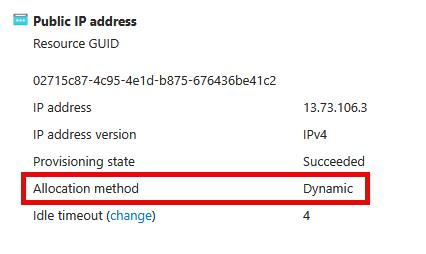 Public IP address
Resource GUID
02715c87-4c95-4e1d-b875-676436be41c2
IP address 13.73.106.3
IP address version IPv4
Provisioning state Succeeded
Allocation method Dynamic
Idle timeout (change) 4